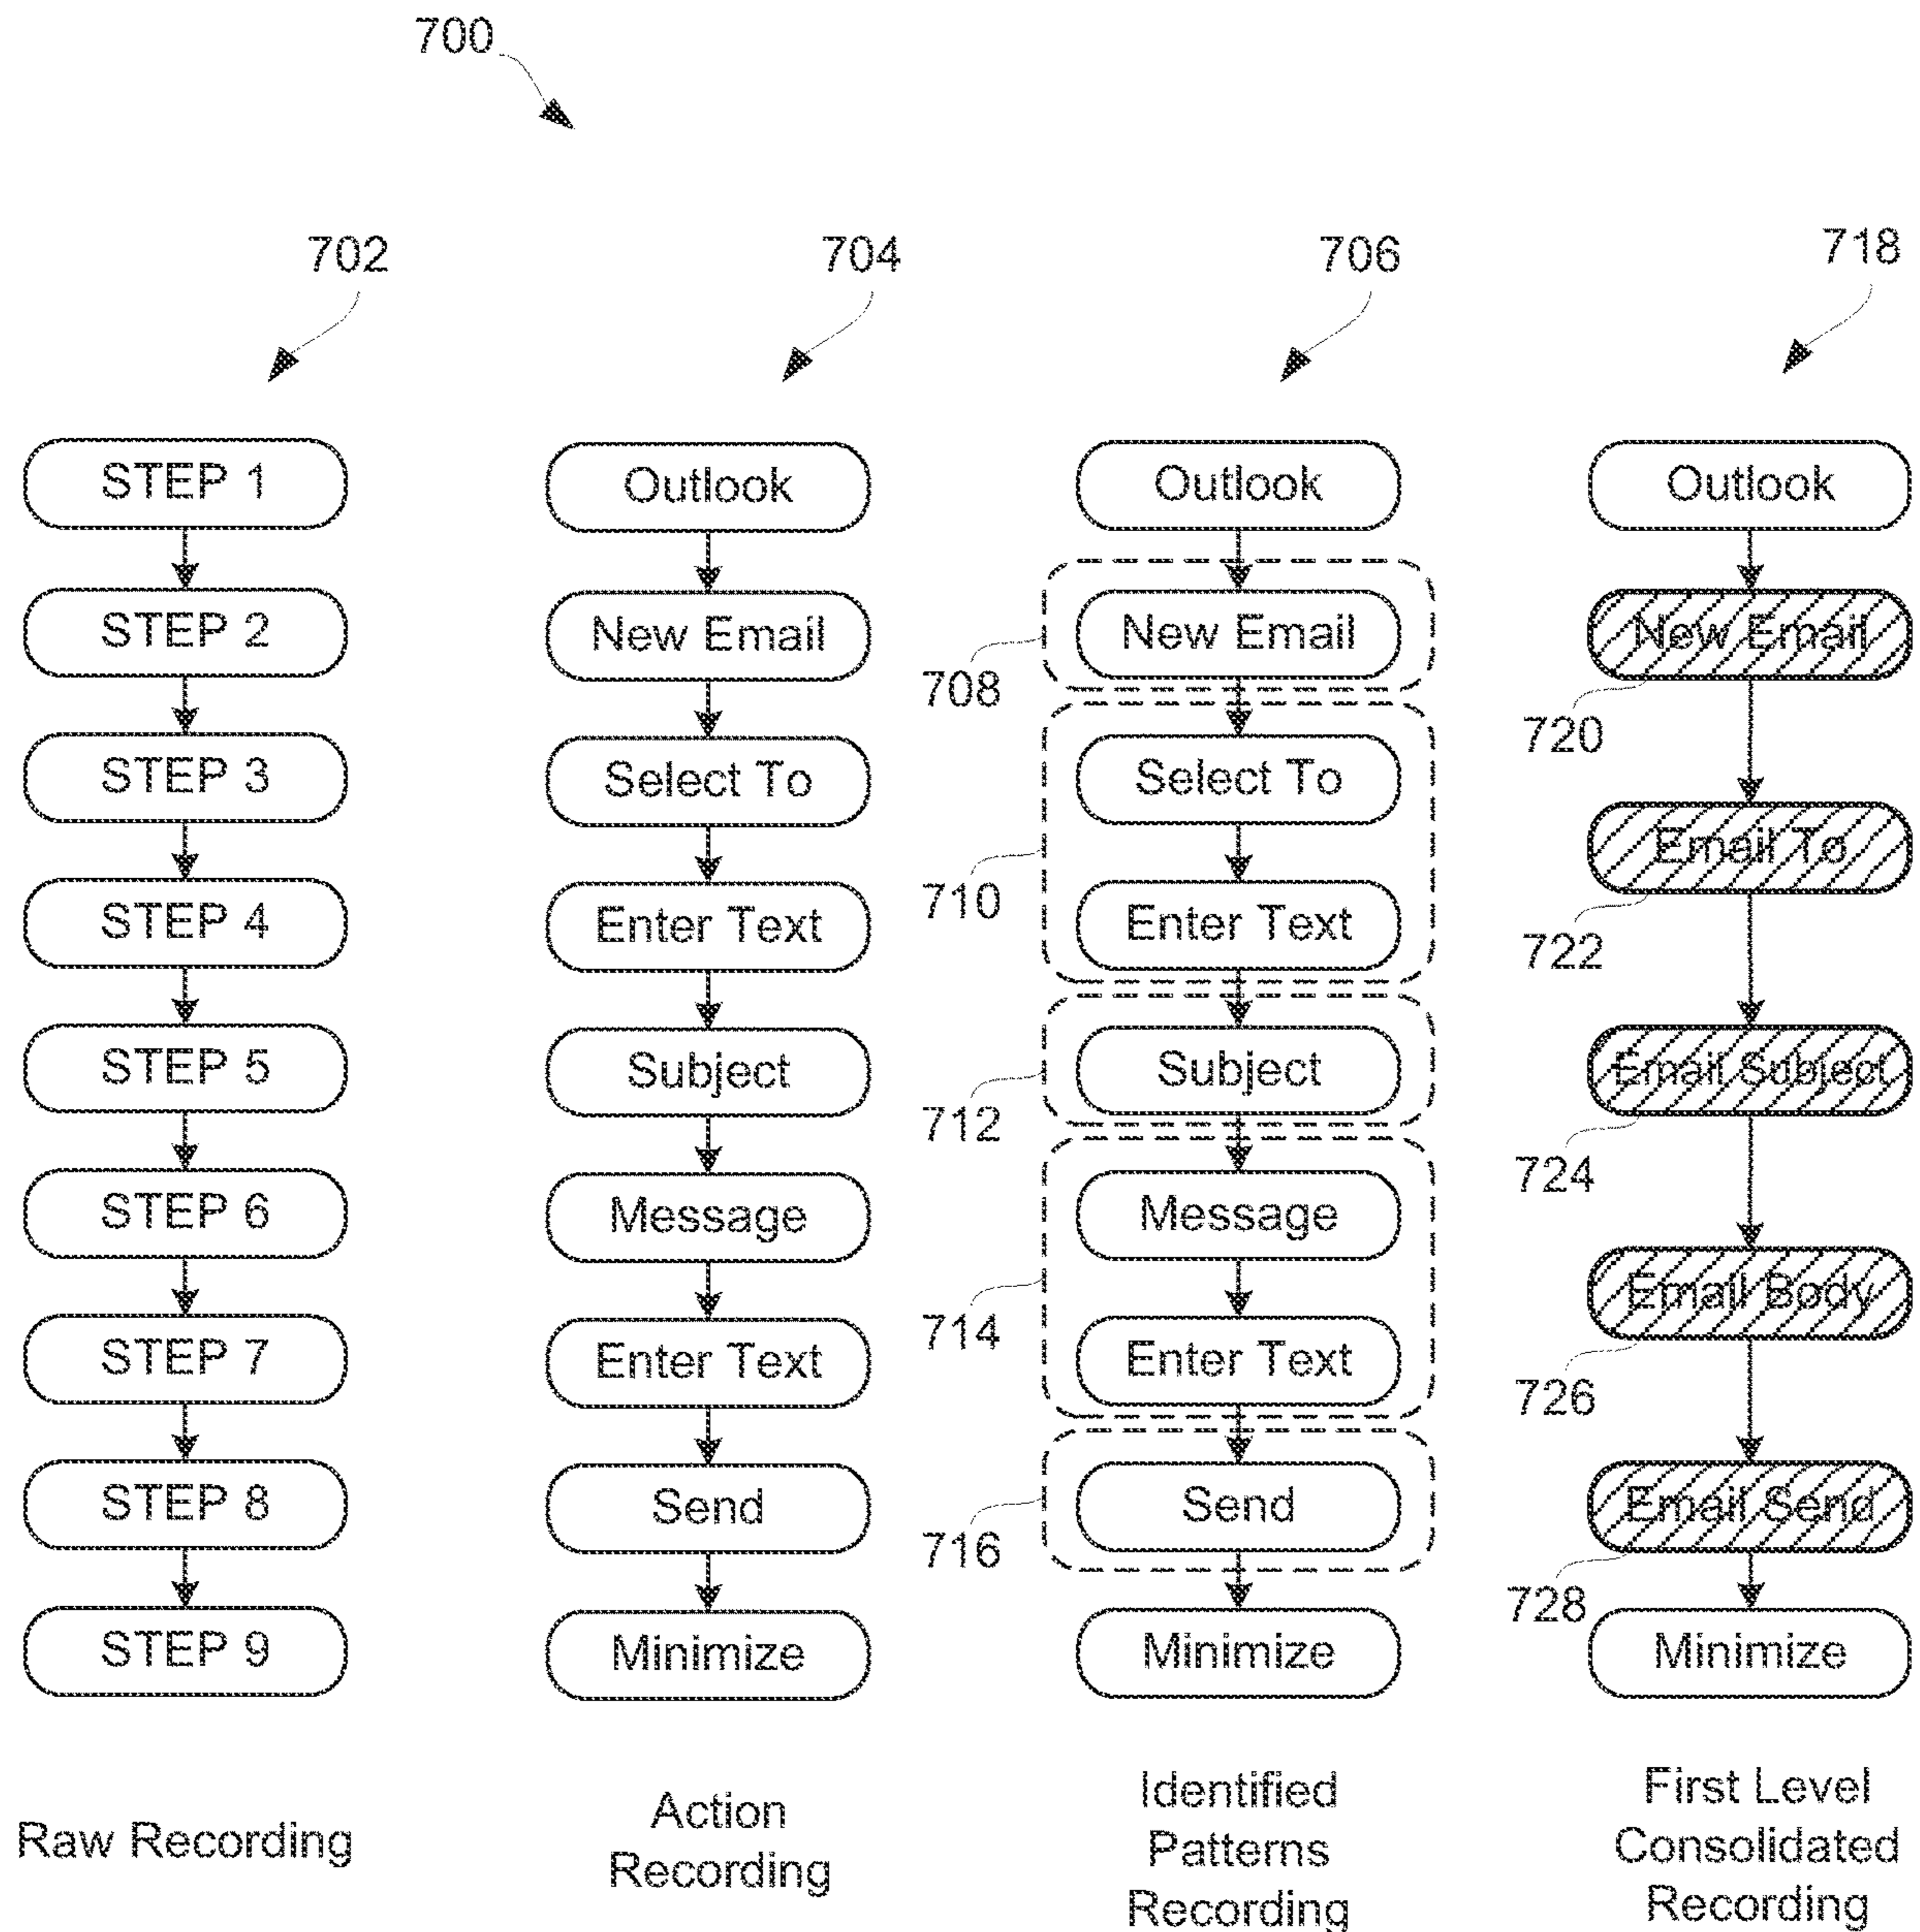 700
702
704
706
718
STEP 1
Outlook
Outlook
Outlook
STEP 2
New Email
New Email
New Email
708
720
STEP 3
Select To
Select To
Email To
710
722
STEP 4
Enter Text
Enter Text
STEP 5
Subject
Subject
Email Subject
712
724
STEP 6
Message
Message
Email Body
714
726
STEP 7
Enter Text
Enter Text
STEP 8
Send
Send
Email Send
716
728
STEP 9
Minimize
Minimize
Minimize
Raw Recording
Action
Recording
Identified
Patterns
Recording
First Level
Consolidated
Recording